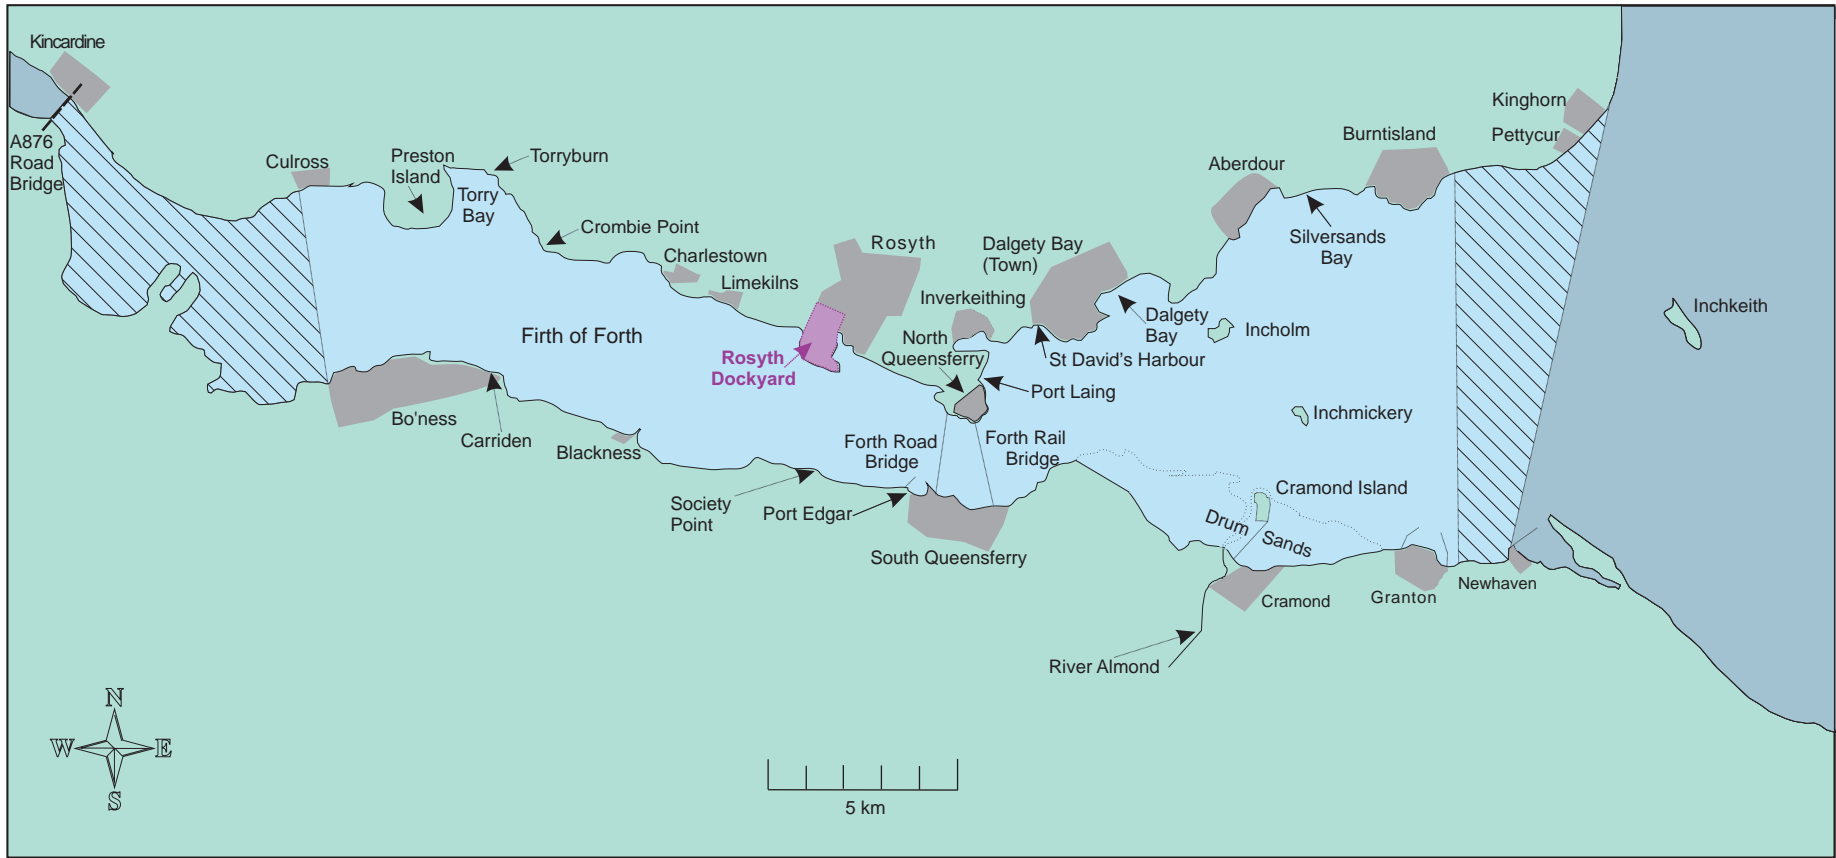 Kincardine
A876
Road
Bridge
Culross
Preston
Island
Torry
Bay
Torryburn
Crombie Point
Charlestown
Limekilns
Rosyth
Dalgety Bay
(Town)
Inverkeithing
North
Queensferry
Aberdour
Burntisland
Kinghorn
Pettycur
Silversands
Bay
Dalgety
Bay
Incholm
Inchkeith
St David's Harbour
Port Laing
Firth of Forth
Rosyth
Dockyard
Inchmickery
Bo'ness
Carriden
Blackness
Forth Road
Bridge
Forth Rail
Bridge
Society
Point
Port Edgar
South Queensferry
Cramond Island
Drum
Sands
Cramond
Granton
Newhaven
River Almond
N
W
E
S
5 km